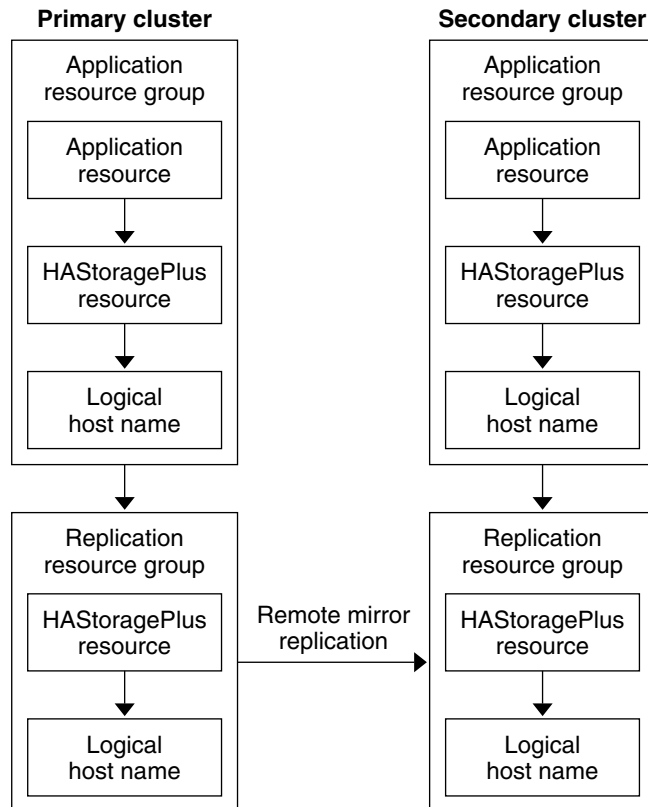 Primary cluster
Application
resource group
Application
resource
HAStoragePlus
resource
Logical
host name
Replication
resource group
HAStoragePlus
resource
Logical
host name
Remote mirror
replication
Secondary cluster
Application
resource group
Application
resource
HAStoragePlus
resource
Logical
host name
Replication
resource group
HAStoragePlus
resource
Logical
host name